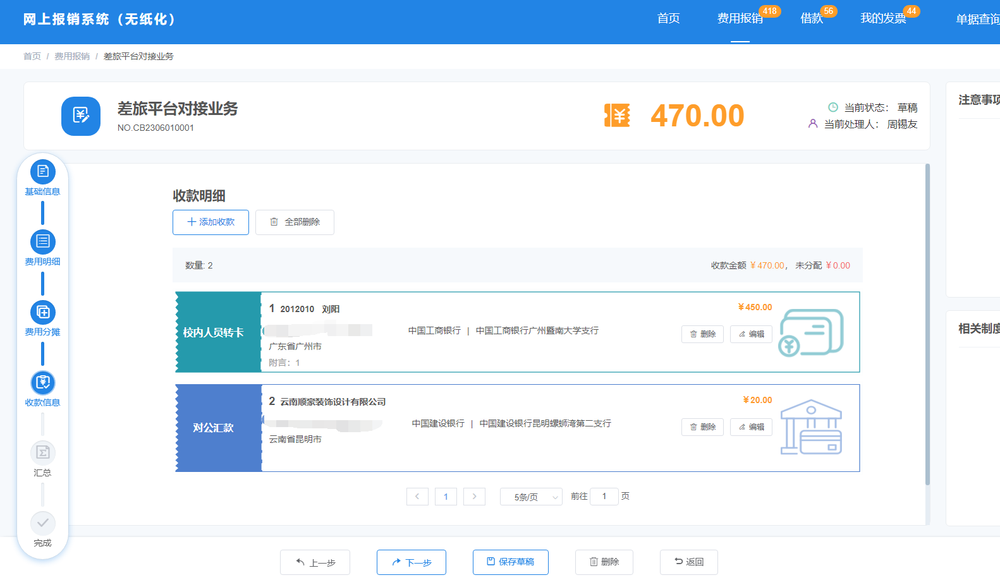 网上报销系统（无纸化）
首页
费用报销
418
借款
56
我的发票
44
单据查询
首页 / 费用报销 / 差旅平台对接业务
差旅平台对接业务
NO.CB2306010001
470.00
当前状态： 草稿
当前处理人： 周锡友
注意事项
基础信息
费用明细
费用分摊
收款信息
汇总
完成
收款明细
添加收款
全部删除
数量: 2
收款金额 ￥470.00， 未分配 ￥0.00
校内人员转卡
1 2012010 刘阳
￥450.00
中国工商银行 | 中国工商银行广州暨南大学支行
删除
编辑
广东省广州市
附言：1
对公汇款
2 云南顺家装饰设计有限公司
￥20.00
中国建设银行 | 中国建设银行昆明螺蛳湾第二支行
删除
编辑
云南省昆明市
< 1 > 5条/页 前往 1 页
相关制度
上一步
下一步
保存草稿
删除
返回